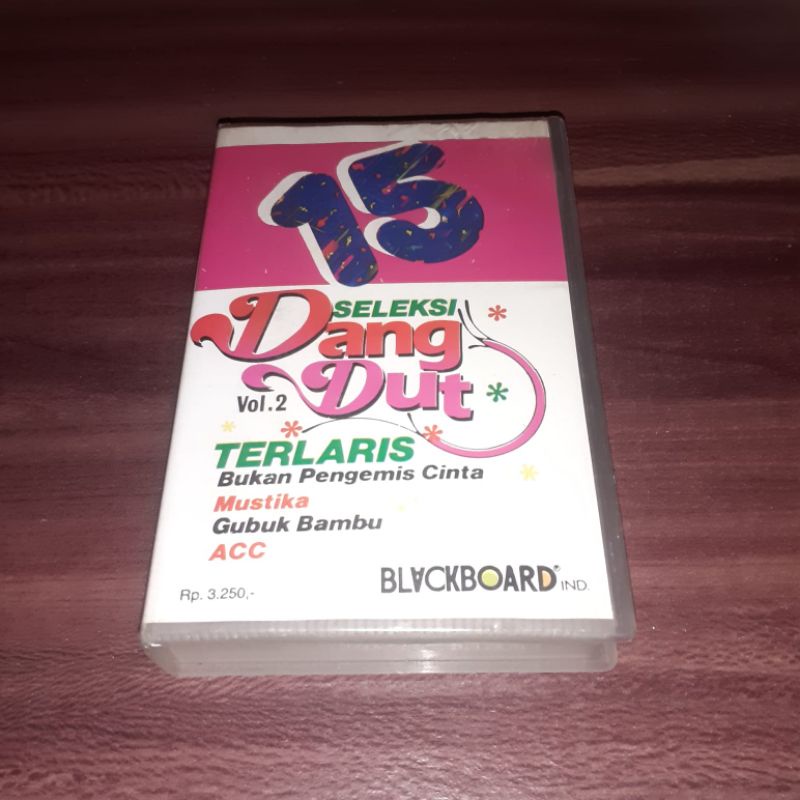 15
SELEKSI
Dang
Dut
Vol.2
TERLARIS
Bukan Pengemis Cinta
Mustika
Gubuk Bambu
ACC
Rp. 3.250,-
BLACKBOARD® IND.